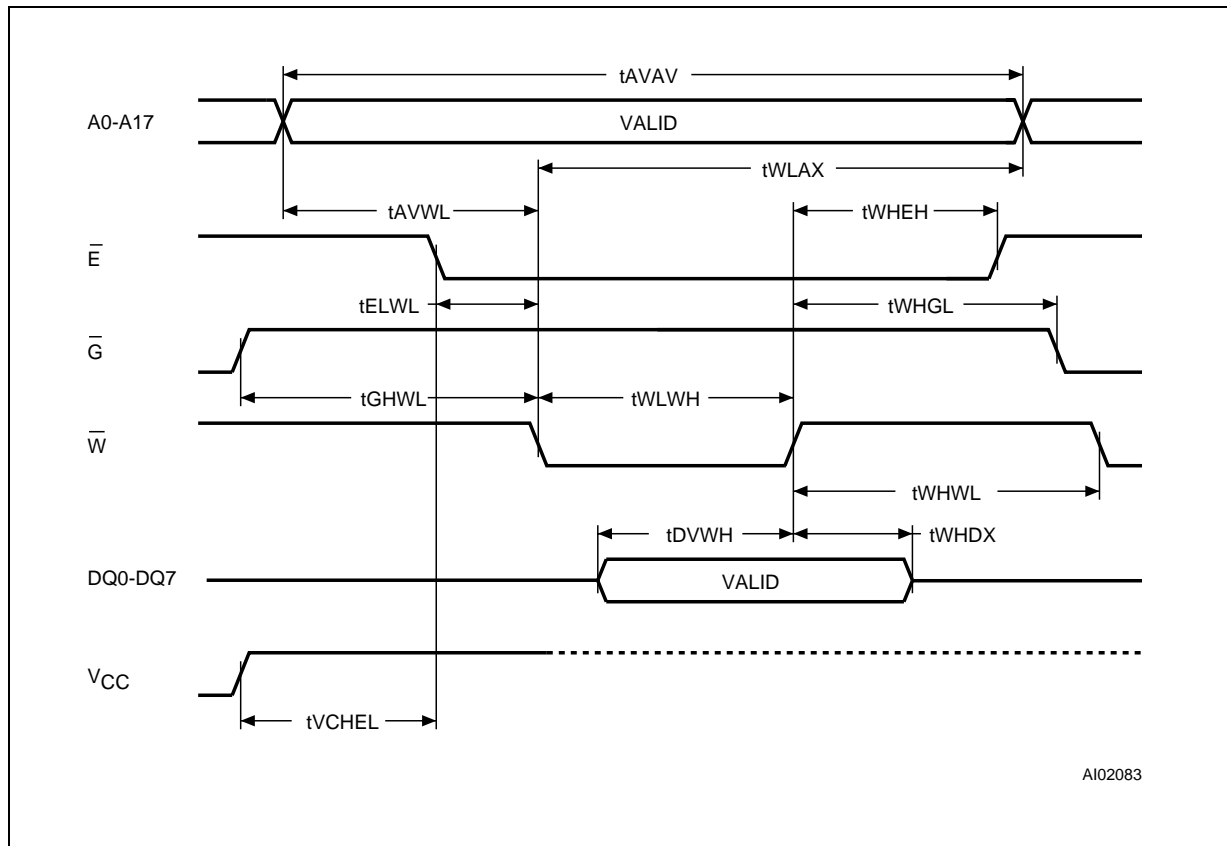 tAVAV
A0-A17
VALID
tWLAX
tAVWL
tWHEH
E̅
tELWL
tWHGL
G̅
tGHWL
tWLWH
W̅
tWHWL
tDVWH
tWHDX
DQ0-DQ7
VALID
VCC
tVCHEL
AI02083